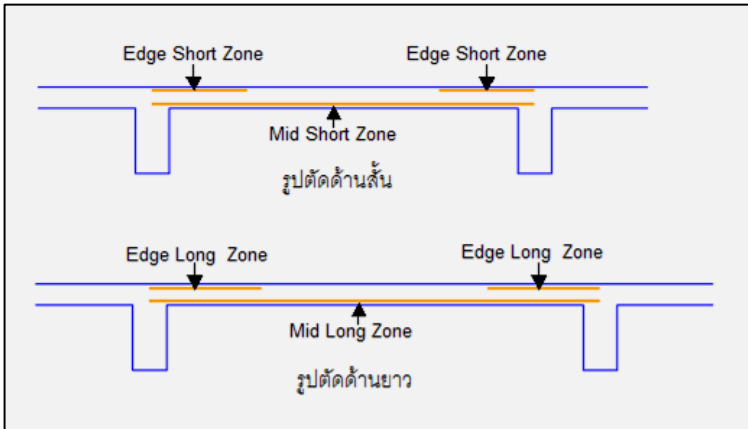 Edge Short Zone Edge Short Zone
Mid Short Zone
รูปตัดด้านสั้น
Edge Long Zone Edge Long Zone
Mid Long Zone
รูปตัดด้านยาว